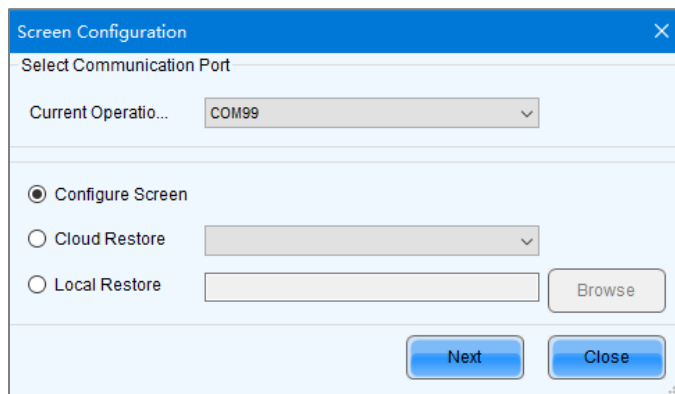 Screen Configuration
Select Communication Port
Current Operatio... COM99
Configure Screen
Cloud Restore
Local Restore Browse
Next Close